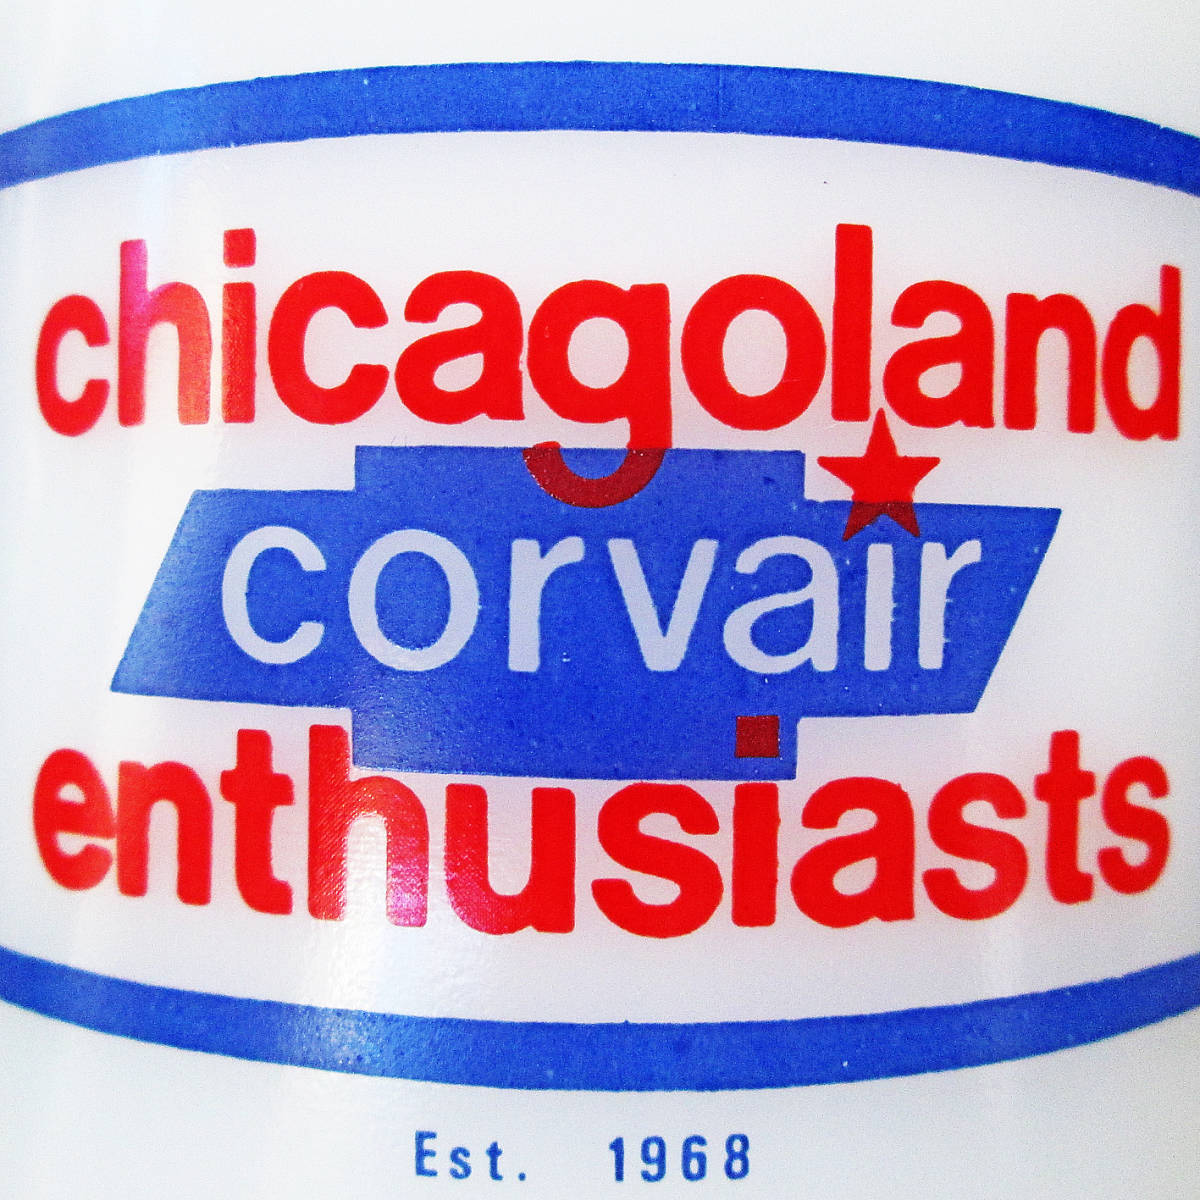 chicagoland
corvair
enthusiasts
Est. 1968